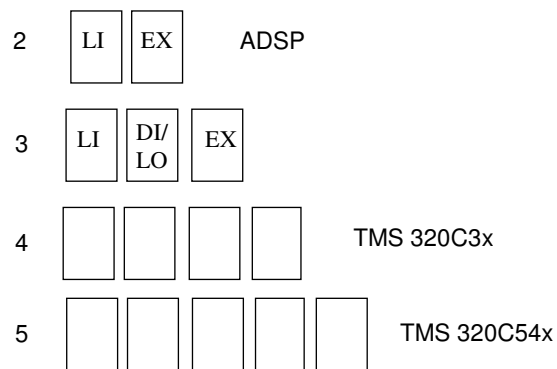 2 LI EX ADSP
3 LI DI/ LO EX
4 TMS 320C3x
5 TMS 320C54x